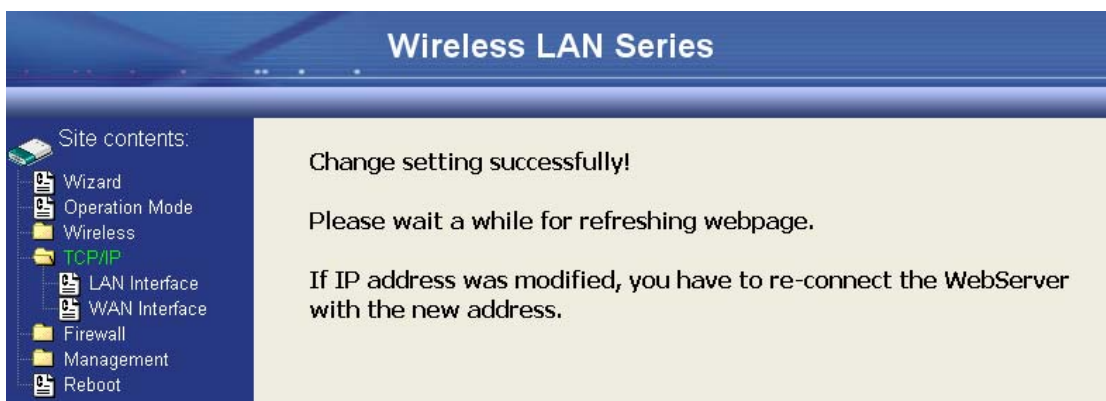 Wireless LAN Series
Site contents:
Wizard
Operation Mode
Wireless
TCP/IP
LAN Interface
WAN Interface
Firewall
Management
Reboot
Change setting successfully!
Please wait a while for refreshing webpage.
If IP address was modified, you have to re-connect the WebServer
with the new address.